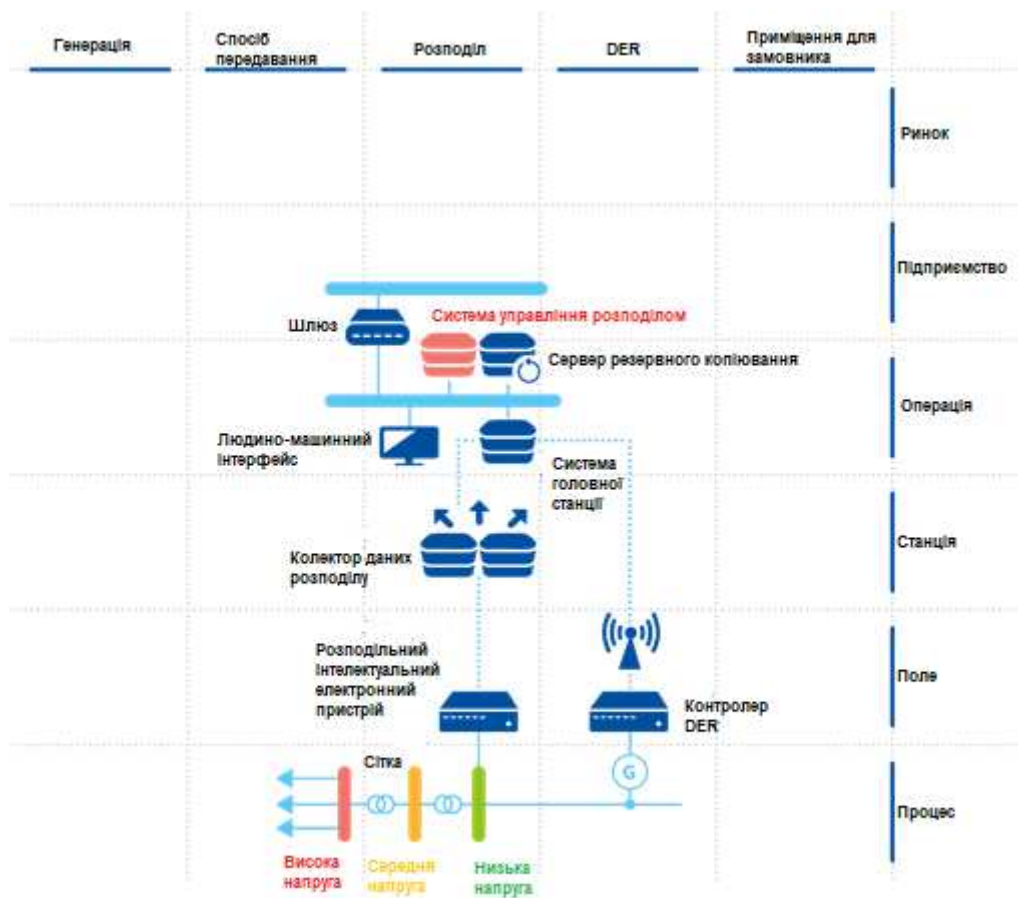 Генерація
Спосіб
передавання
Розподіл
DER
Приміщення для
замовника
Ринок
Підприємство
Шлюз
Система управління розподілом
Сервер резервного копіювання
Операція
Людино-машинний
інтерфейс
Система
головної
станції
Станція
Колектор даних
розподілу
Розподільний
інтелектуальний
електронний
пристрій
Поле
Контролер
DER
Сітка
G
Процес
Висока
напруга
Середня
напруга
Низька
напруга